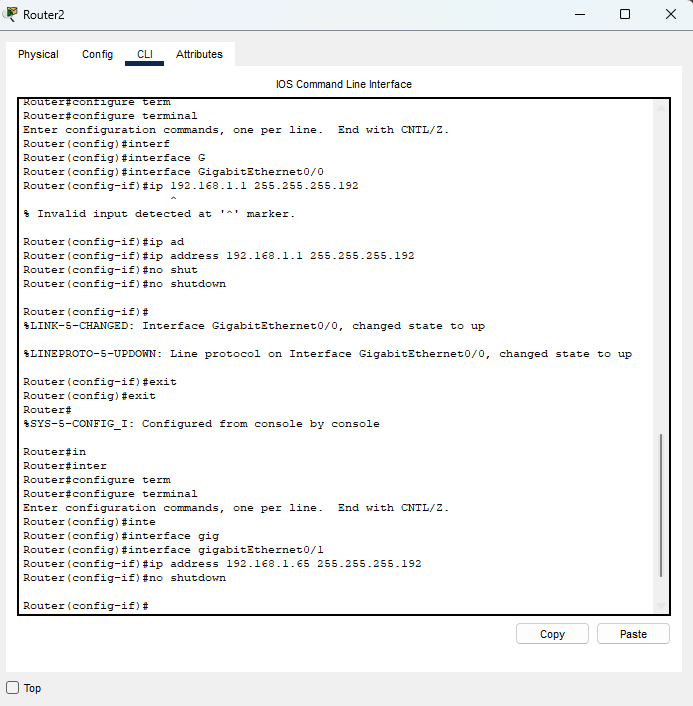 Router2
Physical Config CLI Attributes
IOS Command Line Interface
Router#configure term
Router#configure terminal
Enter configuration commands, one per line.  End with CNTL/Z.
Router(config)#interf
Router(config)#interface G
Router(config)#interface GigabitEthernet0/0
Router(config-if)#ip 192.168.1.1 255.255.255.192
^
% Invalid input detected at '^' marker.
Router(config-if)#ip ad
Router(config-if)#ip address 192.168.1.1 255.255.255.192
Router(config-if)#no shut
Router(config-if)#no shutdown
Router(config-if)#
%LINK-5-CHANGED: Interface GigabitEthernet0/0, changed state to up
%LINEPROTO-5-UPDOWN: Line protocol on Interface GigabitEthernet0/0, changed state to up
Router(config-if)#exit
Router(config)#exit
Router#
%SYS-5-CONFIG_I: Configured from console by console
Router#in
Router#inter
Router#configure term
Router#configure terminal
Enter configuration commands, one per line.  End with CNTL/Z.
Router(config)#inte
Router(config)#interface gig
Router(config)#interface gigabitEthernet0/1
Router(config-if)#ip address 192.168.1.65 255.255.255.192
Router(config-if)#no shutdown
Router(config-if)#
Copy Paste
Top